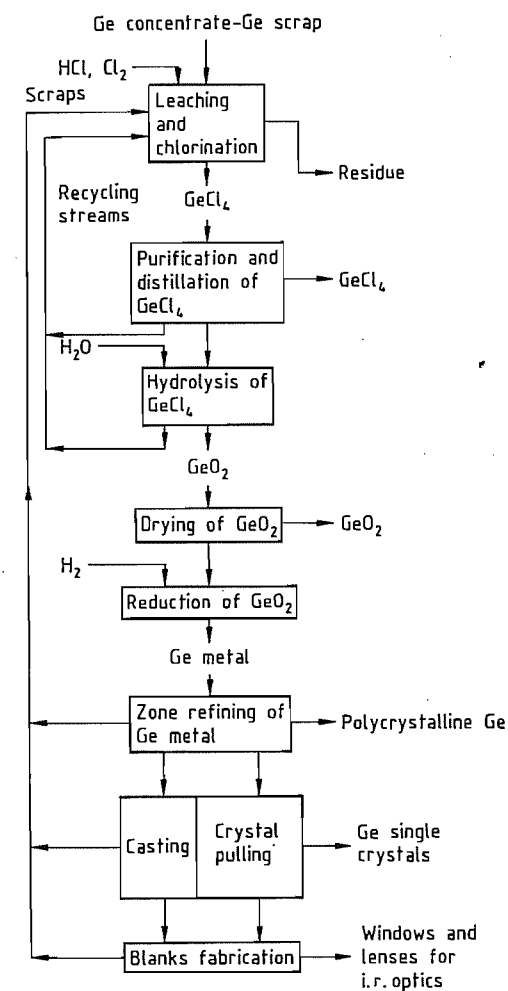 Ge concentrate-Ge scrap
HCl, Cl₂
Scraps
Leaching
and
chlorination
Residue
Recycling
streams
GeCl₄
Purification and
distillation of
GeCl₄
GeCl₄
H₂O
Hydrolysis of
GeCl₄
GeO₂
Drying of GeO₂
GeO₂
H₂
Reduction of GeO₂
Ge metal
Zone refining of
Ge metal
Polycrystalline Ge
Casting
Crystal
pulling
Ge single
crystals
Blanks fabrication
Windows and
lenses for
i.r. optics